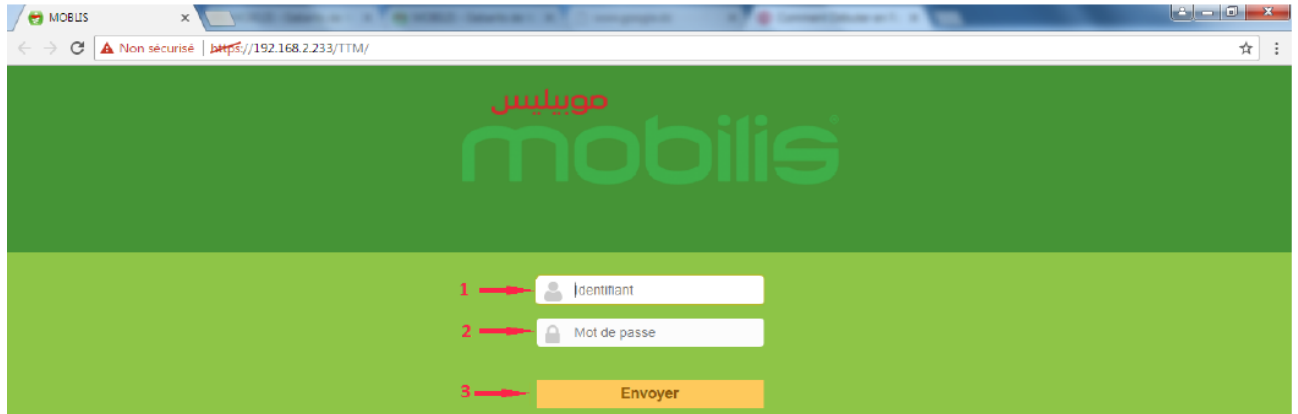 MOBILIS
Non sécurisé | https://192.168.2.233/TTM/
موبيليس
mobilis
1 Identifiant
2 Mot de passe
3 Envoyer